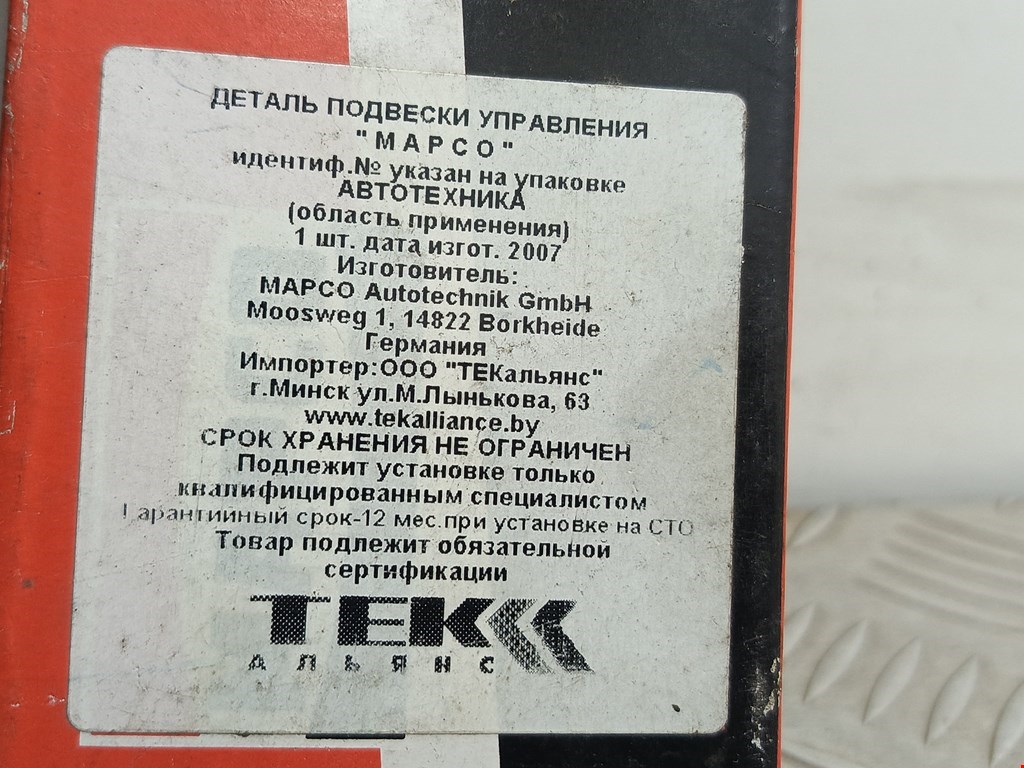 ДЕТАЛЬ ПОДВЕСКИ УПРАВЛЕНИЯ
"МАРСО"
идентиф.№ указан на упаковке
АВТОТЕХНИКА
(область применения)
1 шт. дата изгот. 2007
Изготовитель:
МАРСО Autotechnik GmbH
Moosweg 1, 14822 Borkheide
Германия
Импортер:ООО "ТЕКальянс"
г.Минск ул.М.Лынькова, 63
www.tekalliance.by
СРОК ХРАНЕНИЯ НЕ ОГРАНИЧЕН
Подлежит установке только
квалифицированным специалистом
Гарантийный срок-12 мес.при установке на СТО
Товар подлежит обязательной
сертификации
ТЕК
АЛЬЯНС